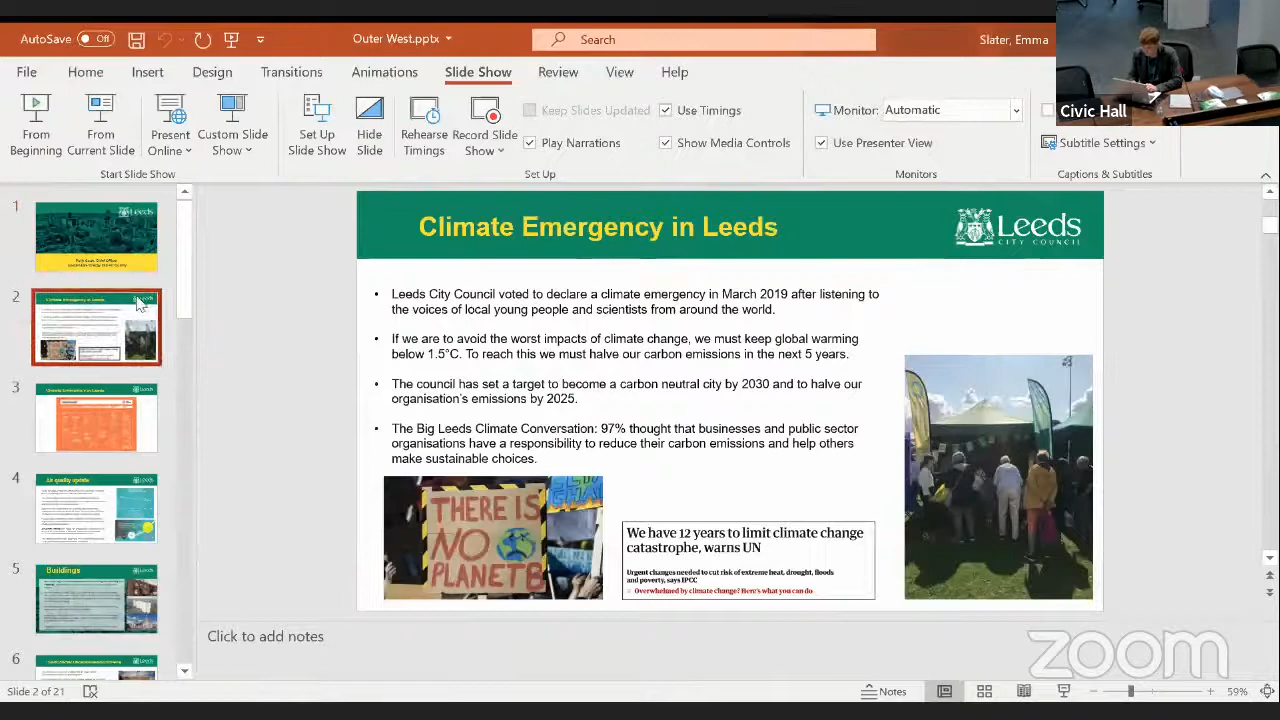 AutoSave Off
Outer West.pptx
Search
Slater, Emma
File Home Insert Design Transitions Animations Slide Show Review View Help
Civic Hall
From Beginning
From Current Slide
Present Online
Custom Slide Show
Set Up Slide Show
Hide Slide
Rehearse Timings
Record Slide Show
Keep Slides Updated
Use Timings
Play Narrations
Show Media Controls
Monitor: Automatic
Use Presenter View
Subtitle Settings
Start Slide Show
Set Up
Monitors
Captions & Subtitles
1
Leeds
2
3
4
Air quality update
Leeds
5
Buildings
6
Climate Emergency in Leeds
Leeds
CITY COUNCIL
• Leeds City Council voted to declare a climate emergency in March 2019 after listening to
the voices of local young people and scientists from around the world.
• If we are to avoid the worst impacts of climate change, we must keep global warming
below 1.5°C. To reach this we must halve our carbon emissions in the next 5 years.
• The council has set a target to become a carbon neutral city by 2030 and to halve our
organisation's emissions by 2025.
• The Big Leeds Climate Conversation: 97% thought that businesses and public sector
organisations have a responsibility to reduce their carbon emissions and help others
make sustainable choices.
THERE
NO
PLANET B
We have 12 years to limit climate change
catastrophe, warns UN
Urgent changes needed to cut risk of extreme heat, drought, floods
and poverty, says IPCC
Overwhelmed by climate change? Here's what you can do
Click to add notes
zoom
Slide 2 of 21
Notes
59%